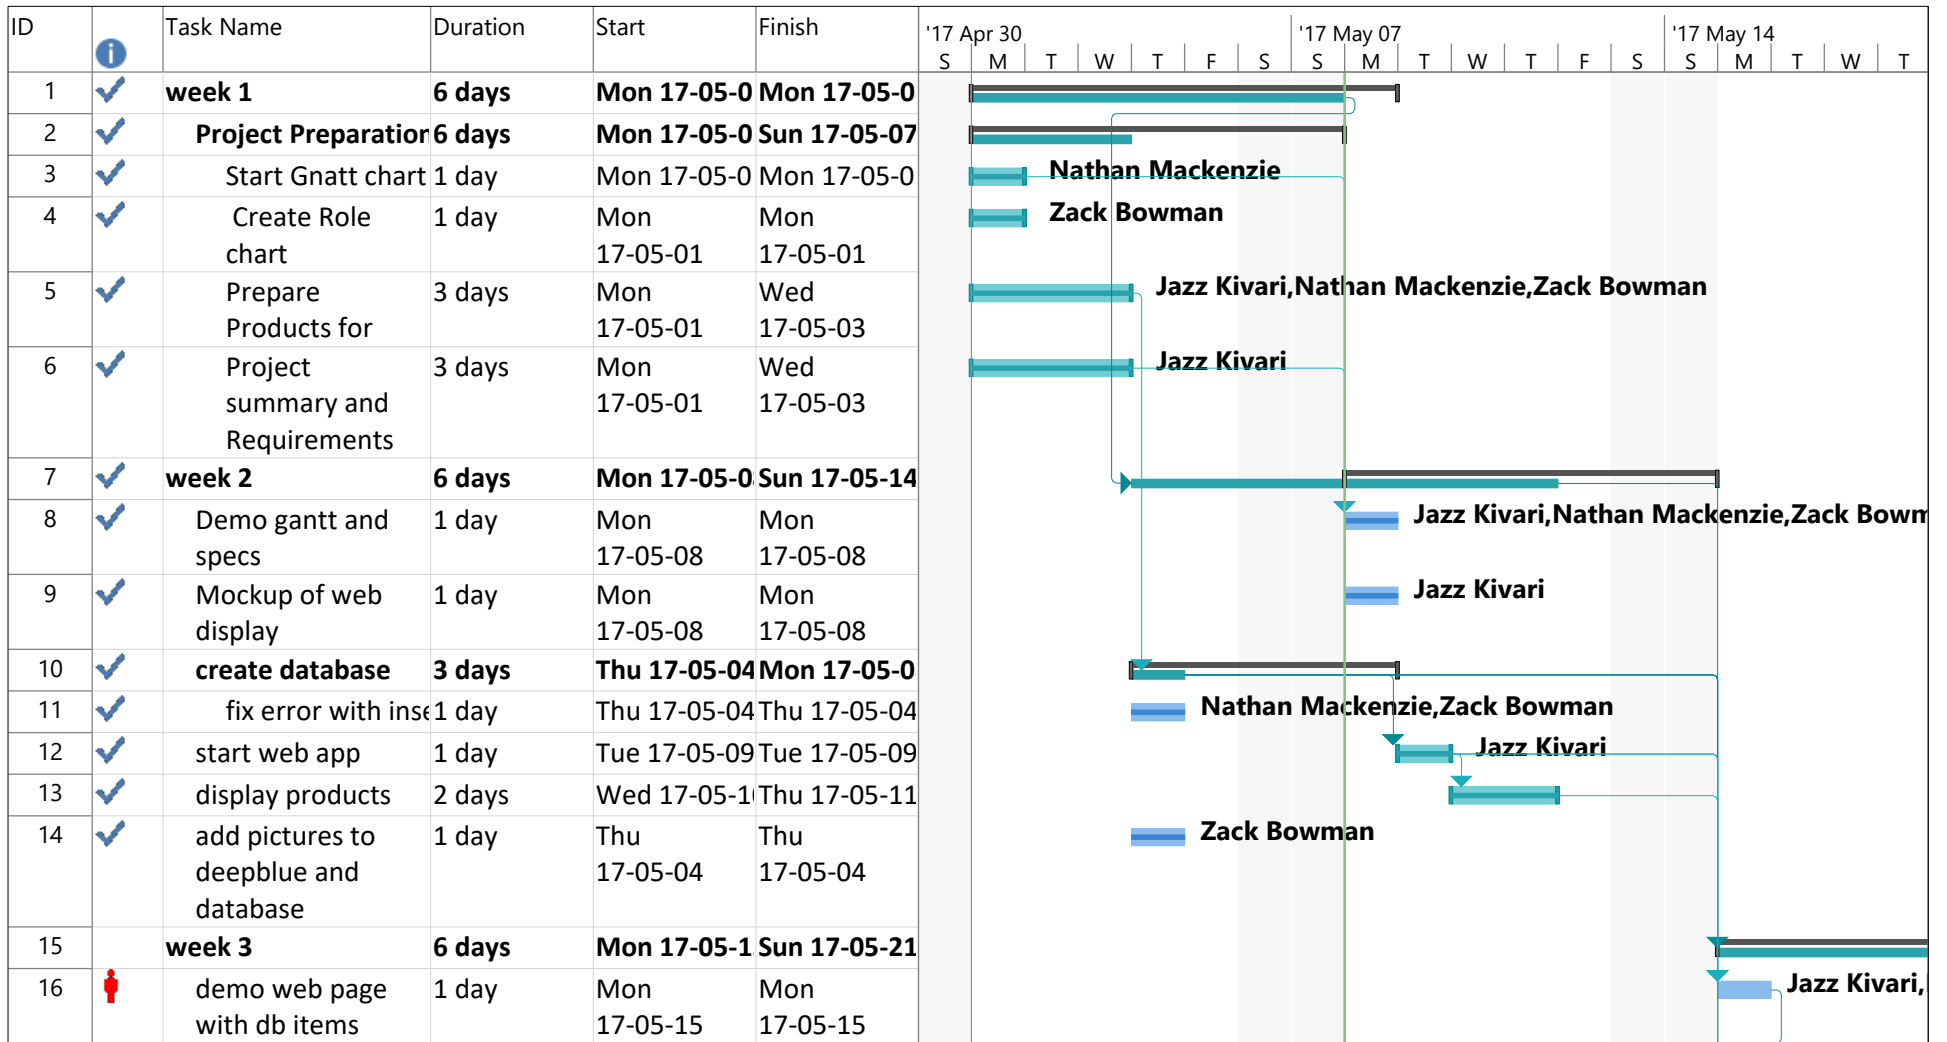 ID Task Name Duration Start Finish '17 Apr 30 '17 May 07 '17 May 14
S M T W T F S S M T W T F S S M T W T
1 week 1 6 days Mon 17-05-0 Mon 17-05-0
2 Project Preparation 6 days Mon 17-05-0 Sun 17-05-07
3 Start Gnatt chart 1 day Mon 17-05-0 Mon 17-05-0 Nathan Mackenzie
4 Create Role 1 day Mon Mon Zack Bowman
chart 17-05-01 17-05-01
5 Prepare 3 days Mon Wed Jazz Kivari,Nathan Mackenzie,Zack Bowman
Products for 17-05-01 17-05-03
6 Project 3 days Mon Wed Jazz Kivari
summary and 17-05-01 17-05-03
Requirements
7 week 2 6 days Mon 17-05-0 Sun 17-05-14
8 Demo gantt and 1 day Mon Mon Jazz Kivari,Nathan Mackenzie,Zack Bowm
specs 17-05-08 17-05-08
9 Mockup of web 1 day Mon Mon Jazz Kivari
display 17-05-08 17-05-08
10 create database 3 days Thu 17-05-04 Mon 17-05-0
11 fix error with inse 1 day Thu 17-05-04 Thu 17-05-04 Nathan Mackenzie,Zack Bowman
12 start web app 1 day Tue 17-05-09 Tue 17-05-09 Jazz Kivari
13 display products 2 days Wed 17-05-1 Thu 17-05-11
14 add pictures to 1 day Thu Thu Zack Bowman
deepblue and 17-05-04 17-05-04
database
15 week 3 6 days Mon 17-05-1 Sun 17-05-21
16 demo web page 1 day Mon Mon Jazz Kivari,
with db items 17-05-15 17-05-15